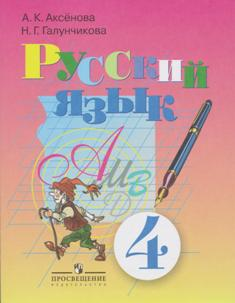 А. К. Аксёнова
Н. Г. Галунчикова
Русский
язык
А Ш В
4
ПРОСВЕЩЕНИЕ
ИЗДАТЕЛЬСТВО